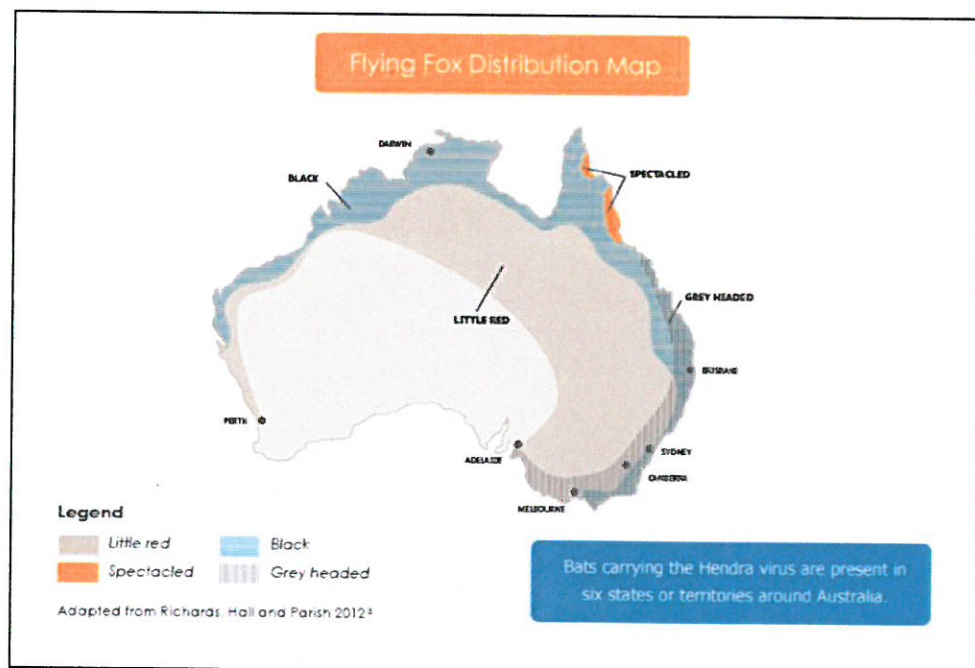 Flying Fox Distribution Map
DARWIN
BLACK
SPECTACLED
LITTLE RED
GREY HEADED
BRISBANE
PERTH
ADELAIDE
SYDNEY
CANBERRA
MELBOURNE
Legend
Little red
Black
Spectacled
Grey headed
Adapted from Richards, Hall and Parish 2012⁴
Bats carrying the Hendra virus are present in
six states or territories around Australia.